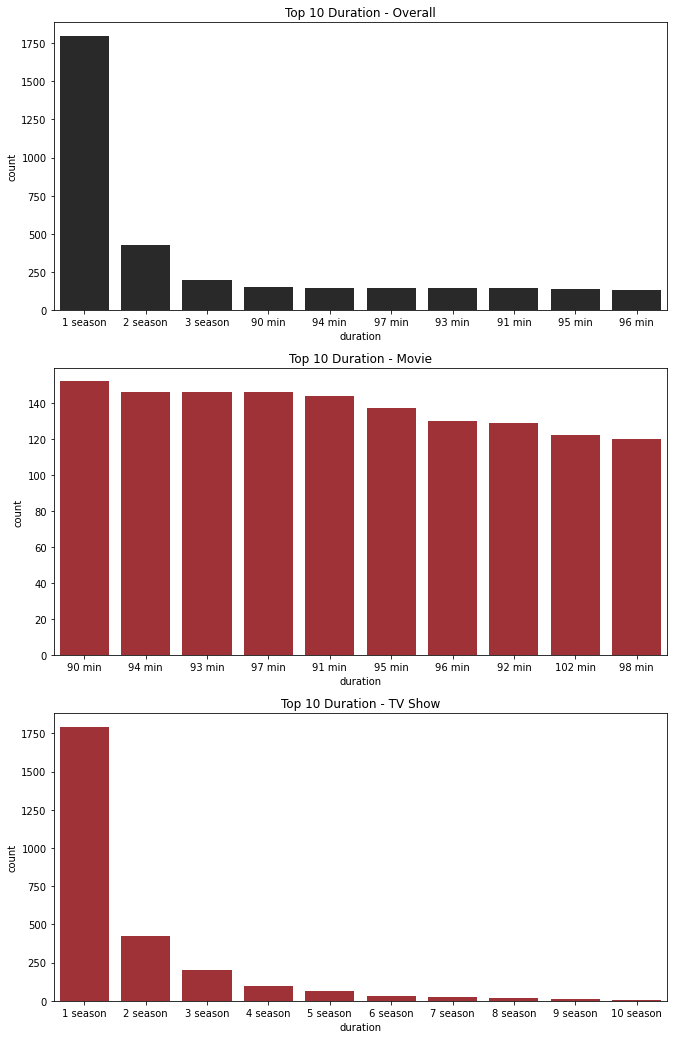 Top 10 Duration - Overall
1750
1500
1250
1000
750
500
250
0
count
1 season 2 season 3 season 90 min 94 min 97 min 93 min 91 min 95 min 96 min
duration
Top 10 Duration - Movie
140
120
100
80
60
40
20
0
count
90 min 94 min 93 min 97 min 91 min 95 min 96 min 92 min 102 min 98 min
duration
Top 10 Duration - TV Show
1750
1500
1250
1000
750
500
250
0
count
1 season 2 season 3 season 4 season 5 season 6 season 7 season 8 season 9 season 10 season
duration